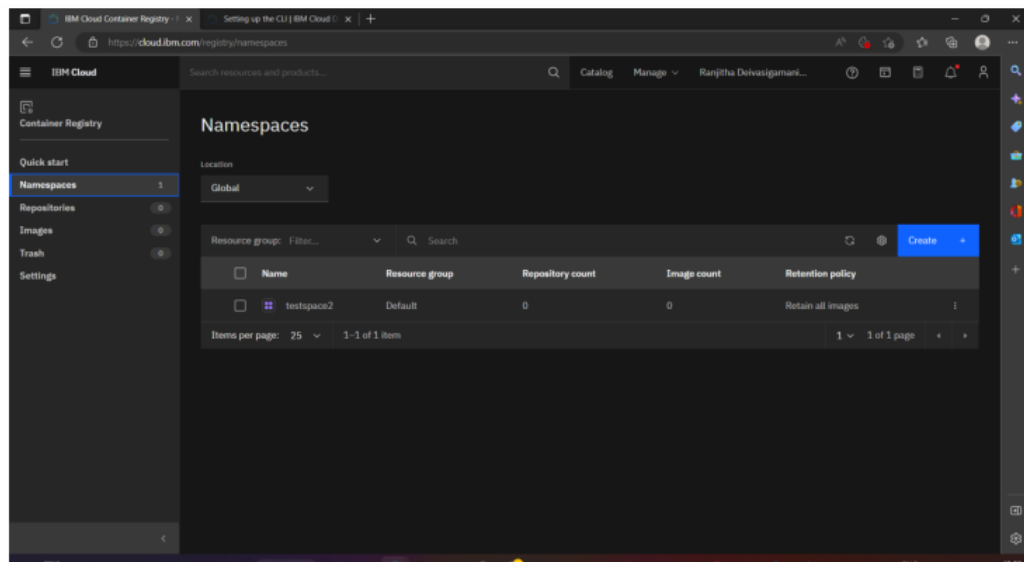 IBM Cloud Container Registry -
Setting up the CLI | IBM Cloud D
https://cloud.ibm.com/registry/namespaces
IBM Cloud
Search resources and products...
Catalog
Manage
Ranjitha Deivasigamani...
Container Registry
Quick start
Namespaces 1
Repositories 0
Images 0
Trash 0
Settings
Namespaces
Location
Global
Resource group: Filter...
Search
Create +
Name Resource group Repository count Image count Retention policy
testspace2 Default 0 0 Retain all images
Items per page: 25 1–1 of 1 item 1 1 of 1 page